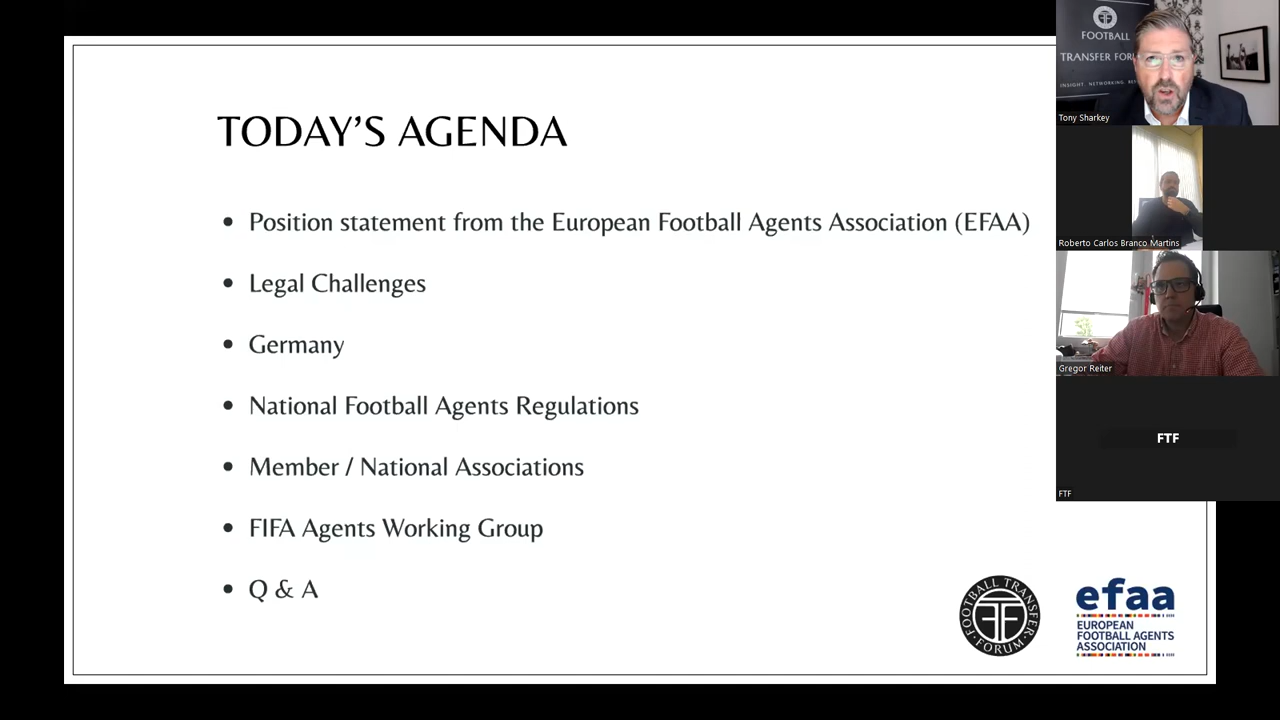 TODAY'S AGENDA
• Position statement from the European Football Agents Association (EFAA)
• Legal Challenges
• Germany
• National Football Agents Regulations
• Member / National Associations
• FIFA Agents Working Group
• Q & A
FOOTBALL TRANSFER
FORUM
efaa
EUROPEAN
FOOTBALL AGENTS
ASSOCIATION
FOOTBALL
TRANSFER FORU
INSIGHT. NETWORKING.
Tony Sharkey
Roberto Carlos Branco Martins
Gregor Reiter
FTF
FTF